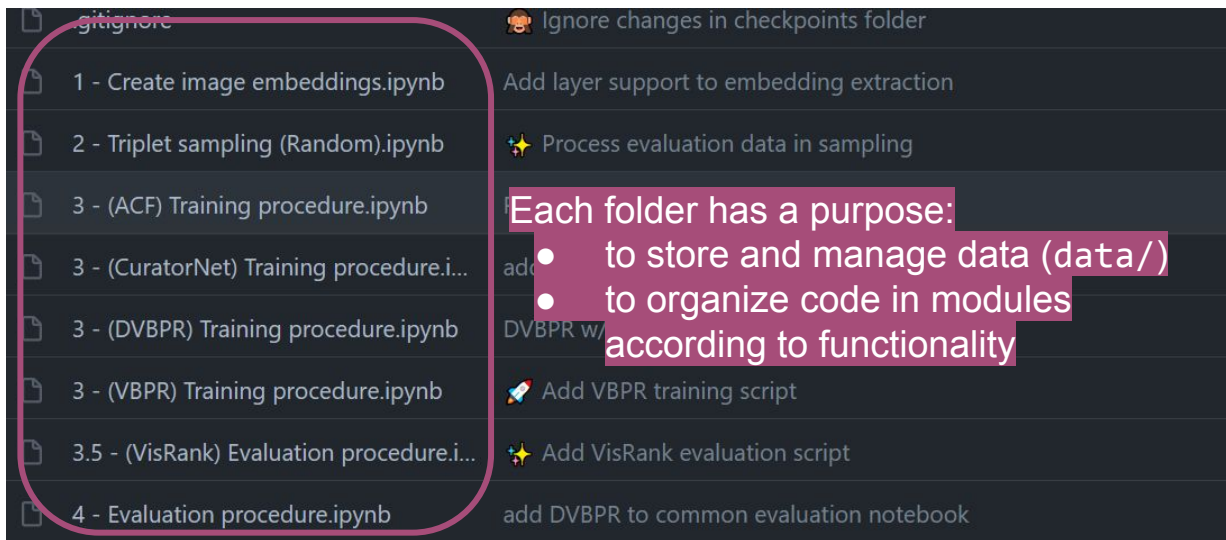 .gitignore
🙈 Ignore changes in checkpoints folder
1 - Create image embeddings.ipynb
Add layer support to embedding extraction
2 - Triplet sampling (Random).ipynb
✨ Process evaluation data in sampling
3 - (ACF) Training procedure.ipynb
3 - (CuratorNet) Training procedure.i...
3 - (DVBPR) Training procedure.ipynb
DVBPR w/
3 - (VBPR) Training procedure.ipynb
🚀 Add VBPR training script
3.5 - (VisRank) Evaluation procedure.i...
✨ Add VisRank evaluation script
4 - Evaluation procedure.ipynb
add DVBPR to common evaluation notebook
Each folder has a purpose:
● to store and manage data (data/)
● to organize code in modules
according to functionality